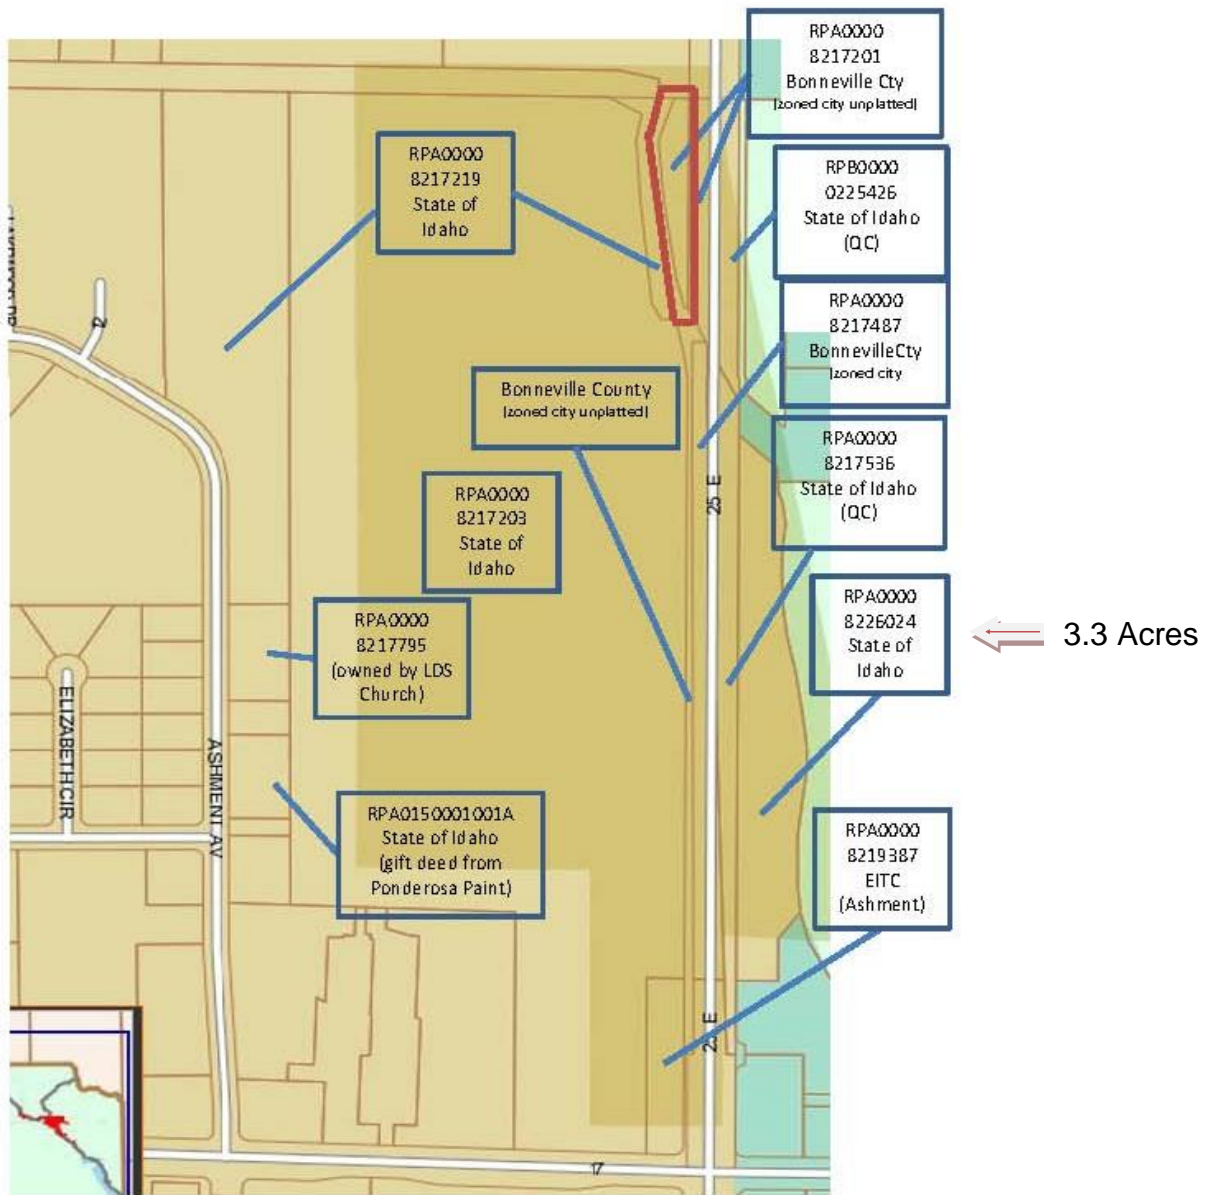 RPA0000
8217201
Bonneville Cty
(zoned city unplatted)
RPA0000
8217219
State of
Idaho
RPB0000
0225426
State of Idaho
(QC)
RPA0000
8217487
BonnevilleCty
(zoned city
Bonneville County
(zoned city unplatted)
RPA0000
8217536
State of Idaho
(QC)
RPA0000
8217203
State of
Idaho
25 E
RPA0000
8226024
State of
Idaho
3.3 Acres
RPA0000
8217795
(owned by LDS
Church)
ELIZABETH CIR
ASHMENT AV
RPA0150001001A
State of Idaho
(gift deed from
Ponderosa Paint)
RPA0000
8219387
EITC
(Ashment)
2
17